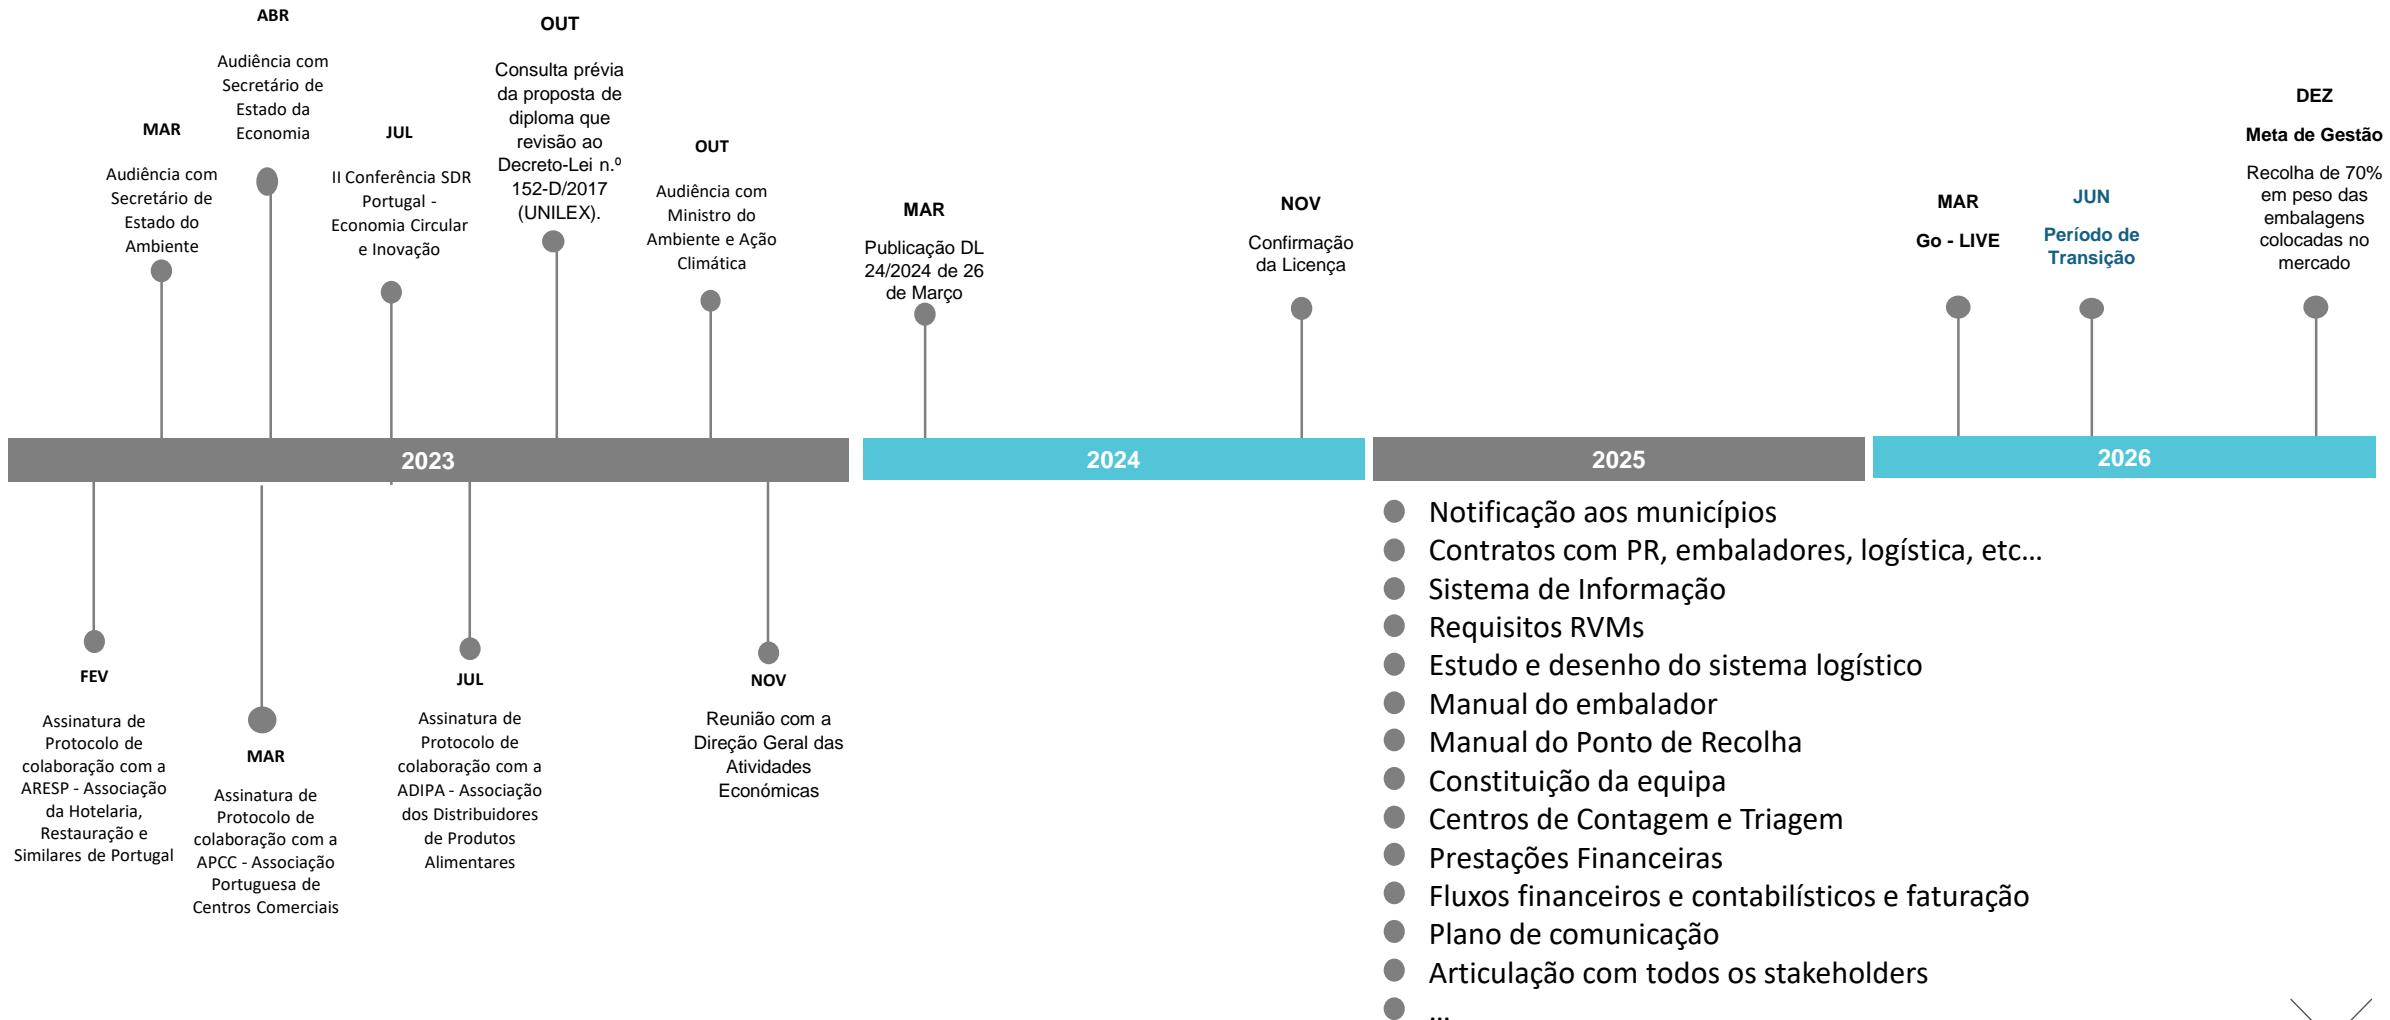 ABR
Audiência com
Secretário de
Estado da
Economia
MAR
Audiência com
Secretário de
Estado do
Ambiente
JUL
II Conferência SDR
Portugal -
Economia Circular
e Inovação
OUT
Consulta prévia
da proposta de
diploma que
revisão ao
Decreto-Lei n.º
152-D/2017
(UNILEX).
OUT
Audiência com
Ministro do
Ambiente e Ação
Climática
MAR
Publicação DL
24/2024 de 26
de Março
NOV
Confirmação
da Licença
MAR
Go - LIVE
JUN
Período de
Transição
DEZ
Meta de Gestão
Recolha de 70%
em peso das
embalagens
colocadas no
mercado
2023
2024
2025
2026
FEV
Assinatura de
Protocolo de
colaboração com a
ARESP - Associação
da Hotelaria,
Restauração e
Similares de Portugal
MAR
Assinatura de
Protocolo de
colaboração com a
APCC - Associação
Portuguesa de
Centros Comerciais
JUL
Assinatura de
Protocolo de
colaboração com a
ADIPA - Associação
dos Distribuidores
de Produtos
Alimentares
NOV
Reunião com a
Direção Geral das
Atividades
Económicas
Notificação aos municípios
Contratos com PR, embaladores, logística, etc…
Sistema de Informação
Requisitos RVMs
Estudo e desenho do sistema logístico
Manual do embalador
Manual do Ponto de Recolha
Constituição da equipa
Centros de Contagem e Triagem
Prestações Financeiras
Fluxos financeiros e contabilísticos e faturação
Plano de comunicação
Articulação com todos os stakeholders
…